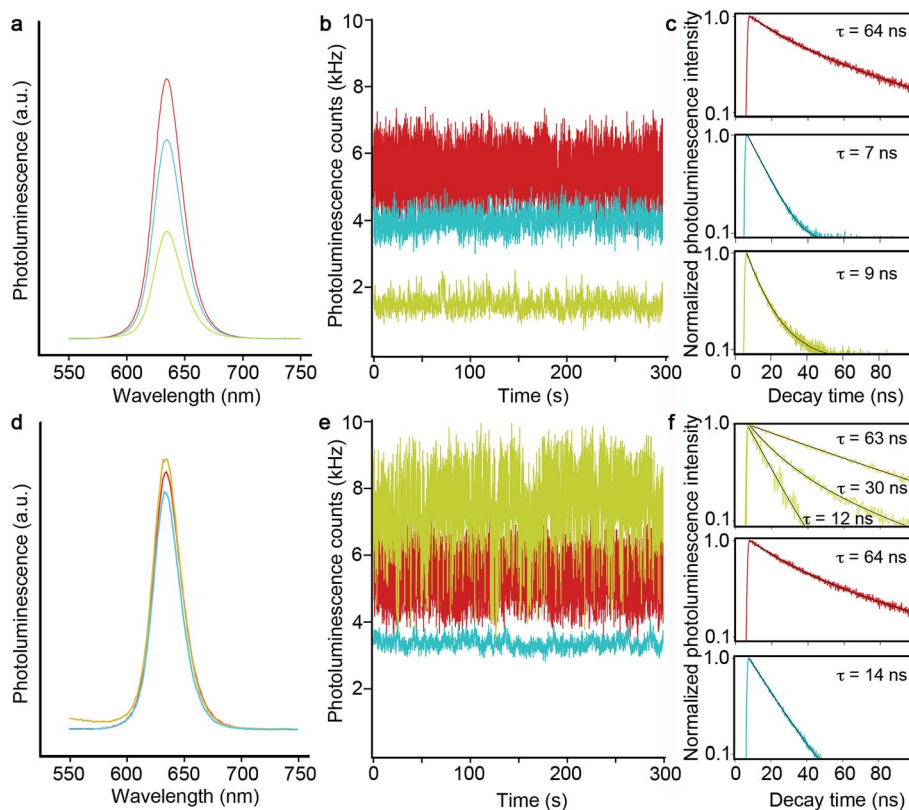 a
Photoluminescence (a.u.)
550 600 650 700 750
Wavelength (nm)
b
Photoluminescence counts (kHz)
10
8
6
4
2
0 100 200 300
Time (s)
c
Normalized photoluminescence intensity
1.0
τ = 64 ns
0.1
1.0
τ = 7 ns
0.1
1.0
τ = 9 ns
0.1
0 20 40 60 80
Decay time (ns)
d
Photoluminescence (a.u.)
550 600 650 700 750
Wavelength (nm)
e
Photoluminescence counts (kHz)
10
8
6
4
2
0 100 200 300
Time (s)
f
Normalized photoluminescence intensity
1.0
τ = 63 ns
τ = 30 ns
τ = 12 ns
0.1
1.0
τ = 64 ns
0.1
1.0
τ = 14 ns
0.1
0 20 40 60 80
Decay time (ns)